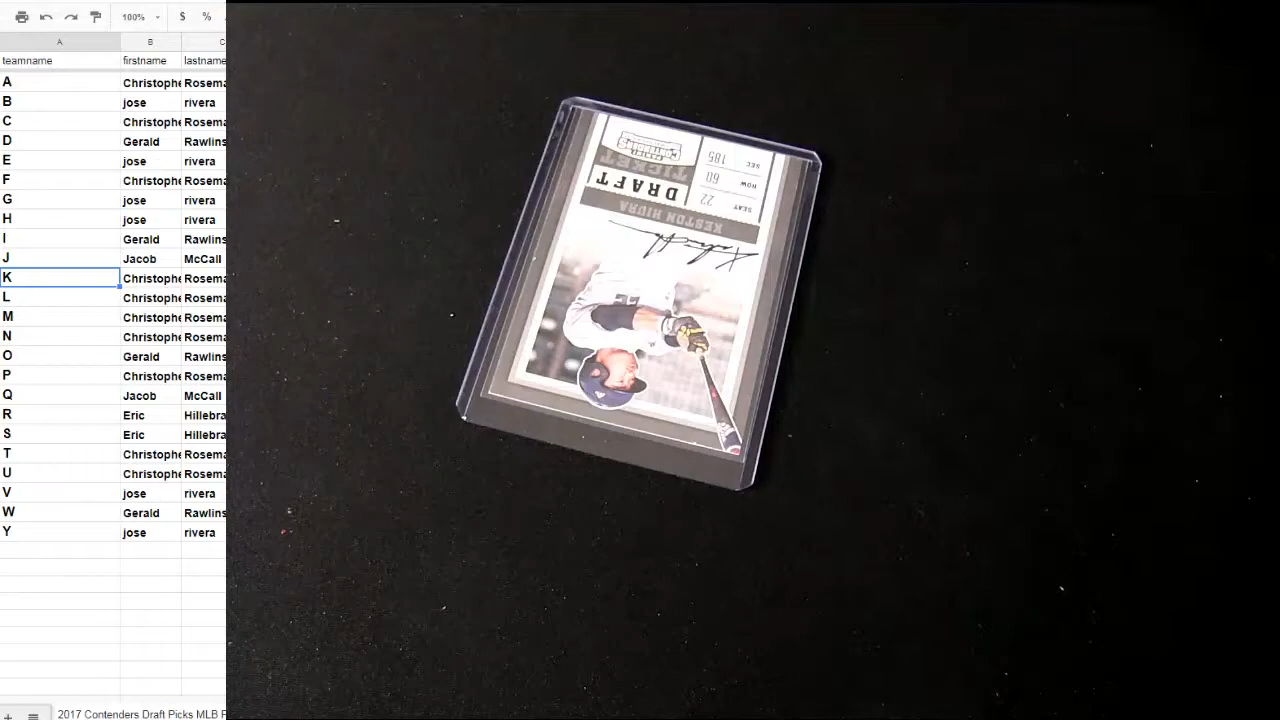 100% $ %
A B C
teamname firstname lastname
A Christophe Rosema
B jose rivera
C Christophe Rosema
D Gerald Rawlins
E jose rivera
F Christophe Rosema
G jose rivera
H jose rivera
I Gerald Rawlins
J Jacob McCall
K Christophe Rosema
L Christophe Rosema
M Christophe Rosema
N Christophe Rosema
O Gerald Rawlins
P Christophe Rosema
Q Jacob McCall
R Eric Hillebra
S Eric Hillebra
T Christophe Rosema
U Christophe Rosema
V jose rivera
W Gerald Rawlins
Y jose rivera
2017 Contenders Draft Picks MLB
PANINI
CONTENDERS
DRAFT
TICKET
SEC 185
ROW 60
SEAT 22
KESTON HIURA